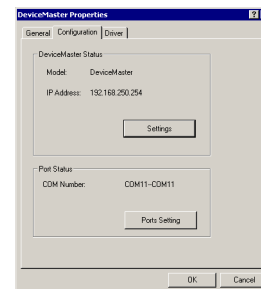 DeviceMaster Properties ?
General Configuration Driver
DeviceMaster Status
Model: DeviceMaster
IP Address: 192.168.250.254
Settings
Port Status
COM Number: COM11-COM11
Ports Setting
OK Cancel